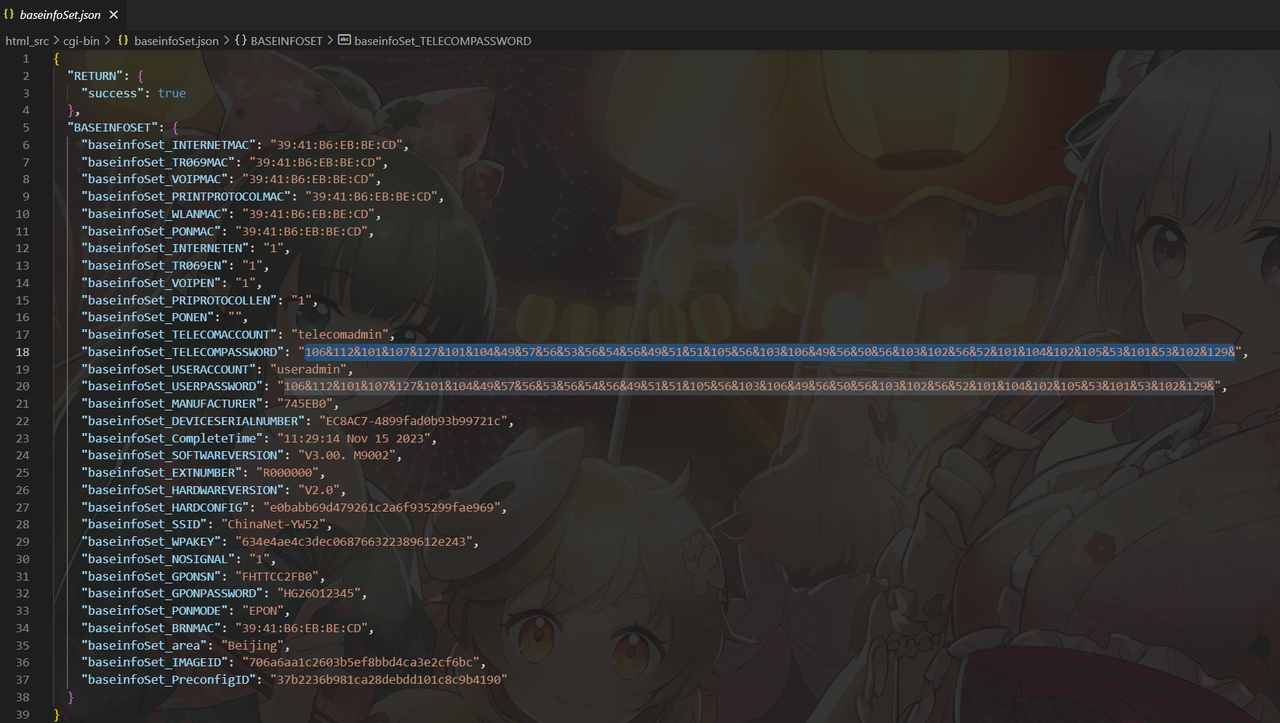 {} baseinfoSet.json ×
html_src > cgi-bin > {} baseinfoSet.json > {} BASEINFOSET > abc baseinfoSet_TELECOMPASSWORD
1 {
2 "RETURN": {
3 "success": true
4 },
5 "BASEINFOSET": {
6 "baseinfoSet_INTERNETMAC": "39:41:B6:EB:BE:CD",
7 "baseinfoSet_TR069MAC": "39:41:B6:EB:BE:CD",
8 "baseinfoSet_VOIPMAC": "39:41:B6:EB:BE:CD",
9 "baseinfoSet_PRINTPROTOCOLMAC": "39:41:B6:EB:BE:CD",
10 "baseinfoSet_WLANMAC": "39:41:B6:EB:BE:CD",
11 "baseinfoSet_PONMAC": "39:41:B6:EB:BE:CD",
12 "baseinfoSet_INTERNETEN": "1",
13 "baseinfoSet_TR069EN": "1",
14 "baseinfoSet_VOIPEN": "1",
15 "baseinfoSet_PRIPROTOCOLLEN": "1",
16 "baseinfoSet_PONEN": "",
17 "baseinfoSet_TELECOMACCOUNT": "telecomadmin",
18 "baseinfoSet_TELECOMPASSWORD": "106&112&101&107&127&101&104&49&57&56&53&56&54&56&49&51&51&105&56&103&106&49&56&50&56&103&102&56&52&101&104&102&105&53&101&53&102&129&",
19 "baseinfoSet_USERACCOUNT": "useradmin",
20 "baseinfoSet_USERPASSWORD": "106&112&101&107&127&101&104&49&57&56&53&56&54&56&49&51&51&105&56&103&106&49&56&50&56&103&102&56&52&101&104&102&105&53&101&53&102&129&",
21 "baseinfoSet_MANUFACTURER": "745EB0",
22 "baseinfoSet_DEVICESERIALNUMBER": "EC8AC7-4899fad0b93b99721c",
23 "baseinfoSet_CompleteTime": "11:29:14 Nov 15 2023",
24 "baseinfoSet_SOFTWAREVERSION": "V3.00. M9002",
25 "baseinfoSet_EXTNUMBER": "R000000",
26 "baseinfoSet_HARDWAREVERSION": "V2.0",
27 "baseinfoSet_HARDCONFIG": "e0babb69d479261c2a6f935299fae969",
28 "baseinfoSet_SSID": "ChinaNet-YW52",
29 "baseinfoSet_WPAKEY": "634e4ae4c3dec068766322389612e243",
30 "baseinfoSet_NOSIGNAL": "1",
31 "baseinfoSet_GPONSN": "FHTTCC2FB0",
32 "baseinfoSet_GPONPASSWORD": "HG26O12345",
33 "baseinfoSet_PONMODE": "EPON",
34 "baseinfoSet_BRNMAC": "39:41:B6:EB:BE:CD",
35 "baseinfoSet_area": "Beijing",
36 "baseinfoSet_IMAGEID": "706a6aa1c2603b5ef8bbd4ca3e2cf6bc",
37 "baseinfoSet_PreconfigID": "37b2236b981ca28debdd101c8c9b4190"
38 }
39 }